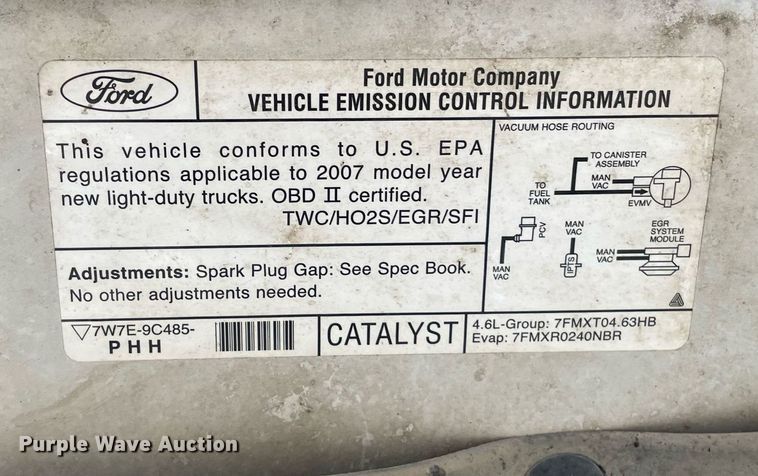 Ford
Ford Motor Company
VEHICLE EMISSION CONTROL INFORMATION
This vehicle conforms to U.S. EPA
regulations applicable to 2007 model year
new light-duty trucks. OBD II certified.
TWC/HO2S/EGR/SFI
Adjustments: Spark Plug Gap: See Spec Book.
No other adjustments needed.
VACUUM HOSE ROUTING
TO CANISTER
ASSEMBLY
MAN
VAC
TO
FUEL
TANK
EVMV
PCV
MAN
VAC
MAN
VAC
IPTS
EGR
SYSTEM
MODULE
MAN
VAC
7W7E-9C485-
PHH
CATALYST
4.6L-Group: 7FMXT04.63HB
Evap: 7FMXR0240NBR
Purple Wave Auction